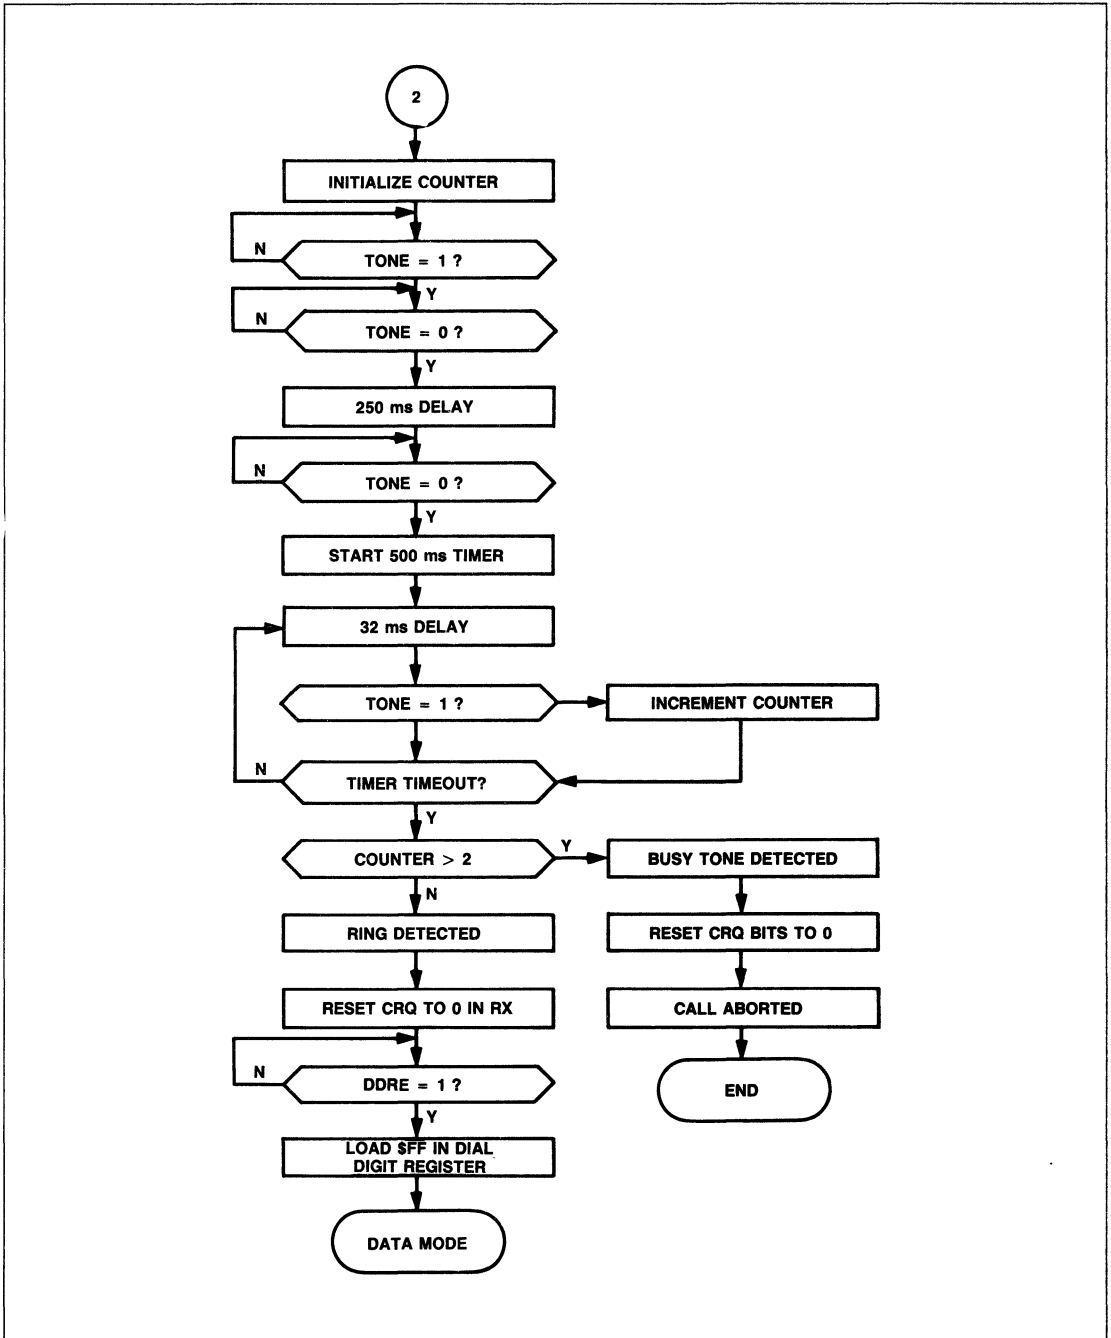 2
INITIALIZE COUNTER
N
TONE = 1 ?
Y
N
TONE = 0 ?
Y
250 ms DELAY
N
TONE = 0 ?
Y
START 500 ms TIMER
32 ms DELAY
TONE = 1 ?
INCREMENT COUNTER
N
TIMER TIMEOUT?
Y
COUNTER > 2
Y
BUSY TONE DETECTED
N
RING DETECTED
RESET CRQ BITS TO 0
RESET CRQ TO 0 IN RX
CALL ABORTED
N
DDRE = 1 ?
END
Y
LOAD $FF IN DIAL
DIGIT REGISTER
DATA MODE